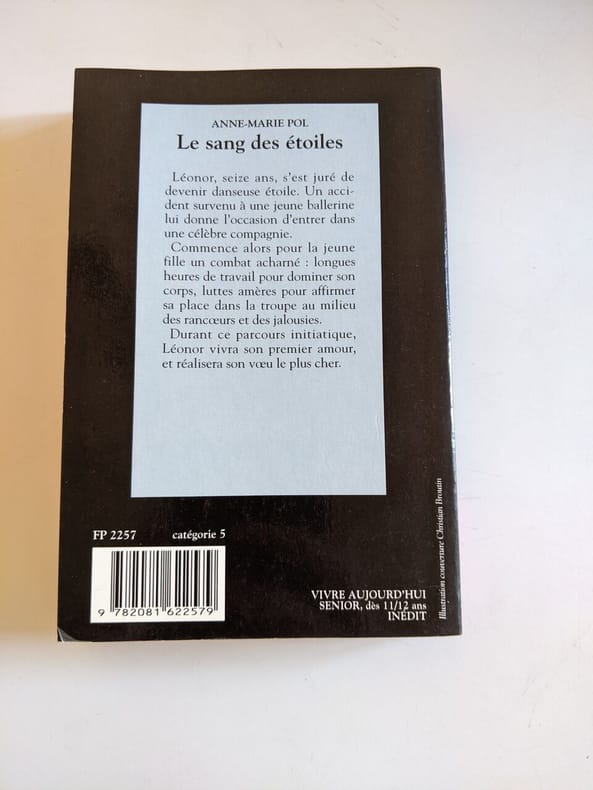 ANNE-MARIE POL
Le sang des étoiles
Léonor, seize ans, s'est juré de
devenir danseuse étoile. Un acci-
dent survenu à une jeune ballerine
lui donne l'occasion d'entrer dans
une célèbre compagnie.
Commence alors pour la jeune
fille un combat acharné : longues
heures de travail pour dominer son
corps, luttes amères pour affirmer
sa place dans la troupe au milieu
des rancœurs et des jalousies.
Durant ce parcours initiatique,
Léonor vivra son premier amour,
et réalisera son vœu le plus cher.
FP 2257 catégorie 5
9 782081 622579
VIVRE AUJOURD'HUI
SENIOR, dès 11/12 ans
INÉDIT
Illustration couverture Christian Broutin